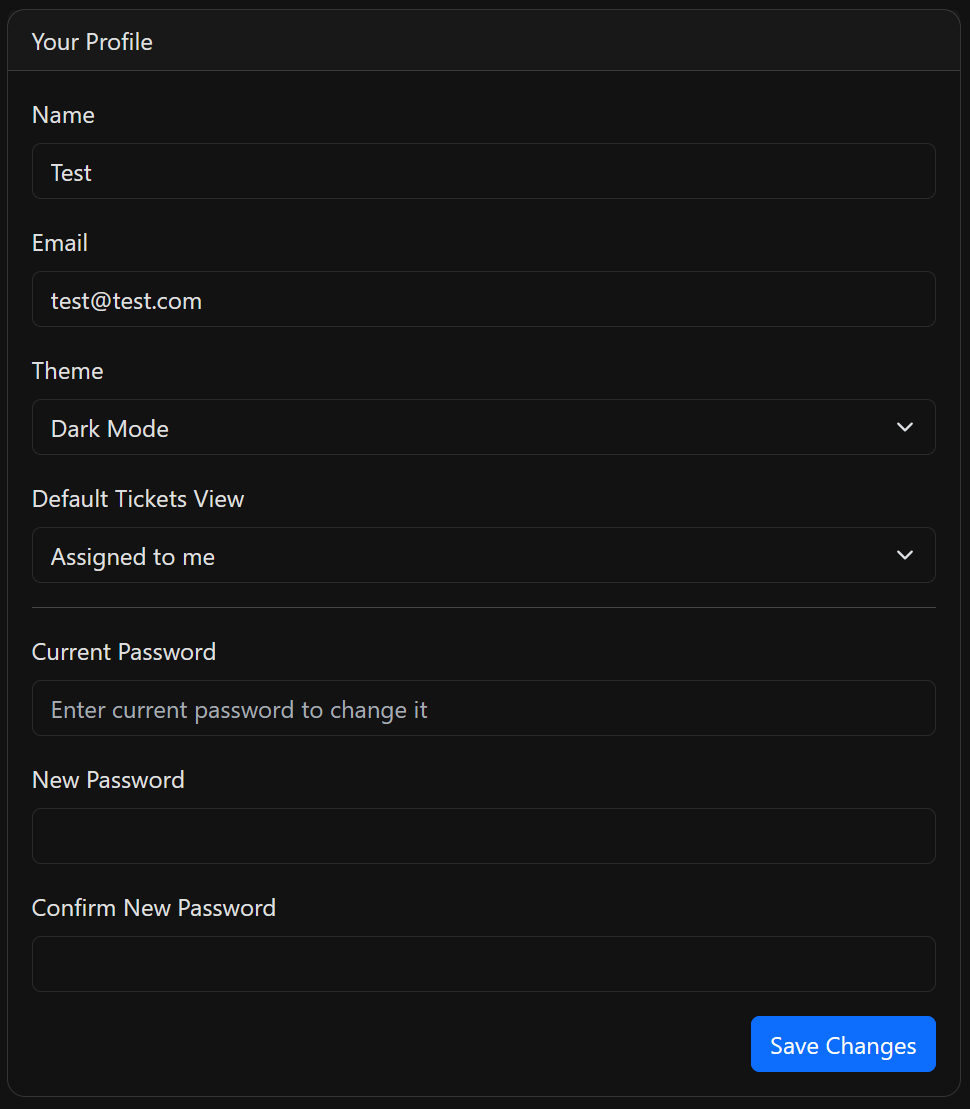 Your Profile
Name
Test
Email
test@test.com
Theme
Dark Mode
Default Tickets View
Assigned to me
Current Password
Enter current password to change it
New Password
Confirm New Password
Save Changes